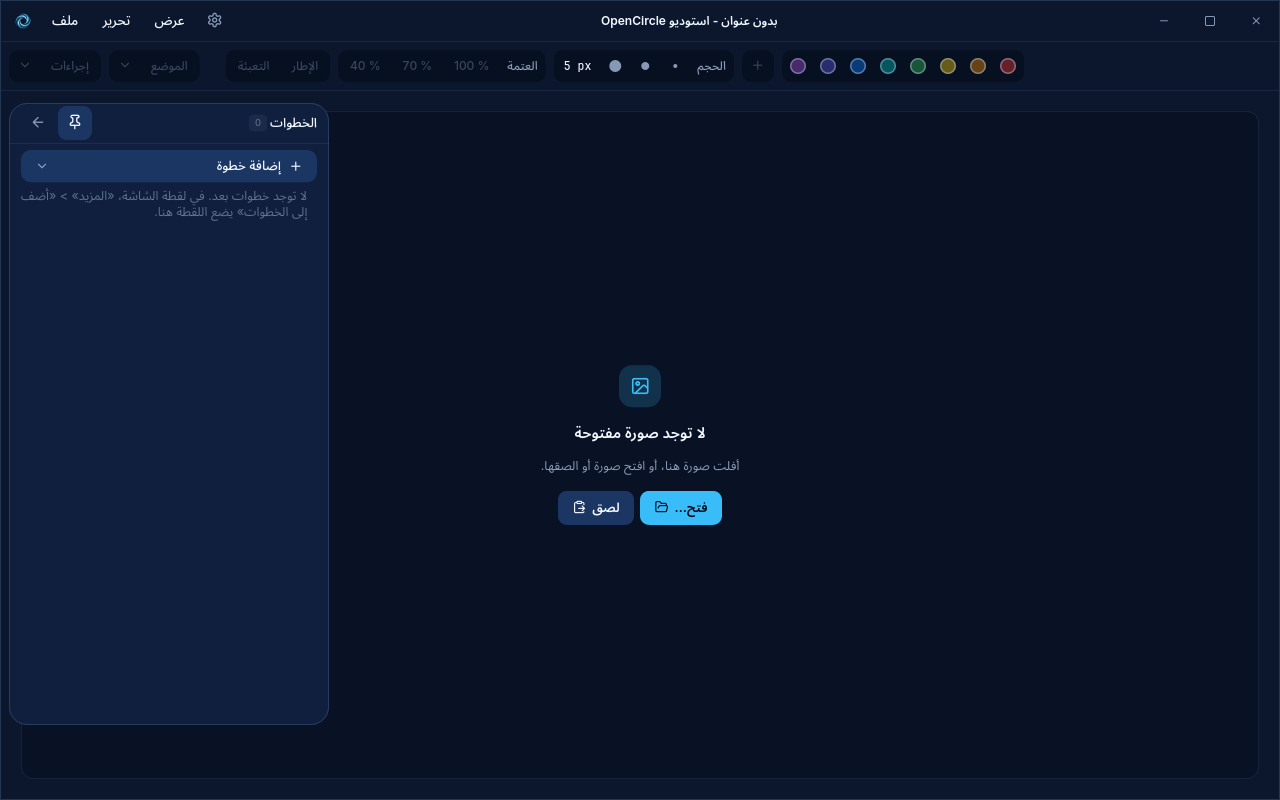 ملف
تحرير
عرض
بدون عنوان - استوديو OpenCircle
إجراءات
الموضع
التعبئة
الإطار
40 %
70 %
100 %
العتمة
5 px
الحجم
الخطوات 0
إضافة خطوة
لا توجد خطوات بعد. في لقطة الشاشة، «المزيد» > «أضف
إلى الخطوات» يضع اللقطة هنا.
لا توجد صورة مفتوحة
أفلت صورة هنا، أو افتح صورة أو الصقها.
فتح...
لصق